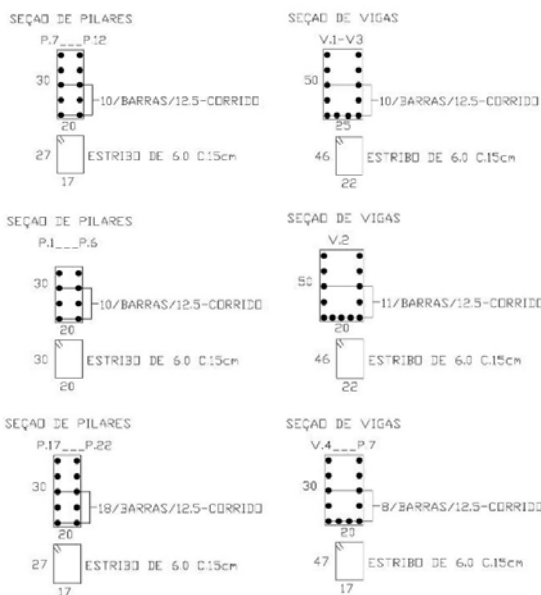 SEÇAO DE PILARES
P.7___P.12
30
10/BARRAS/12.5-CORRIDO
20
27
ESTRIBO DE 6.0 C.15cm
17
SEÇAO DE VIGAS
V.1-V3
50
10/BARRAS/12.5-CORRIDO
25
46
ESTRIBO DE 6.0 C.15cm
22
SEÇAO DE PILARES
P.1___P.6
30
10/BARRAS/12.5-CORRIDO
20
30
ESTRIBO DE 6.0 C.15cm
20
SEÇAO DE VIGAS
V.2
50
11/BARRAS/12.5-CORRIDO
20
46
ESTRIBO DE 6.0 C.15cm
22
SEÇAO DE PILARES
P.17___P.22
30
18/BARRAS/12.5-CORRIDO
20
27
ESTRIBO DE 6.0 C.15cm
17
SEÇAO DE VIGAS
V.4___P.7
30
8/BARRAS/12.5-CORRIDO
20
47
ESTRIBO DE 6.0 C.15cm
17